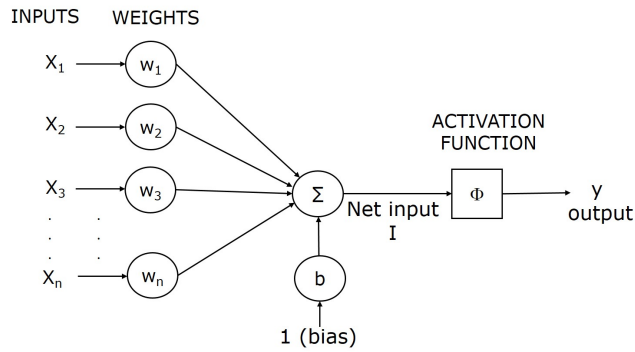 INPUTS WEIGHTS
X₁ w₁
X₂ w₂
ACTIVATION
FUNCTION
X₃ w₃ Σ Φ y
Net input output
I
Xₙ wₙ b
1 (bias)